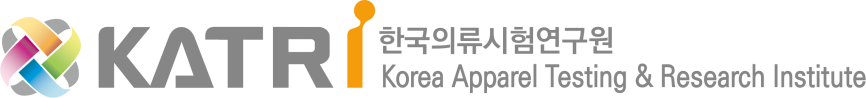 KATRi
한국의류시험연구원
Korea Apparel Testing & Research Institute